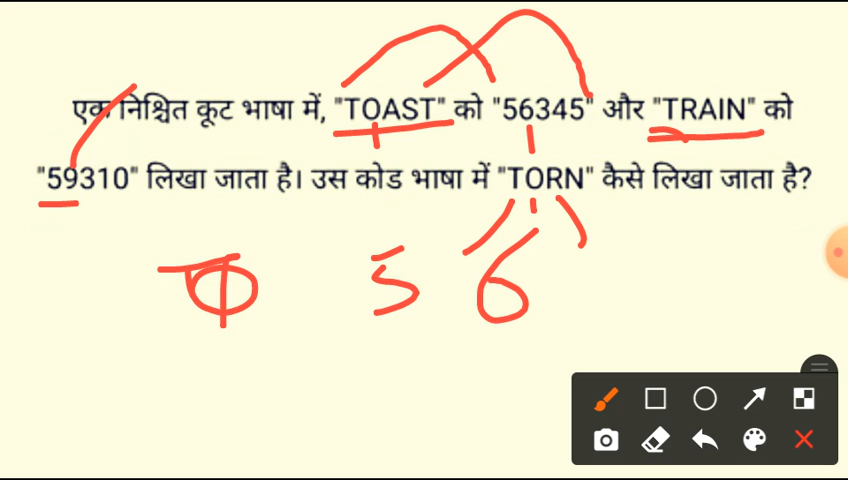 एक निश्चित कूट भाषा में, "TOAST" को "56345" और "TRAIN" को
"59310" लिखा जाता है। उस कोड भाषा में "TORN" कैसे लिखा जाता है?
5 6